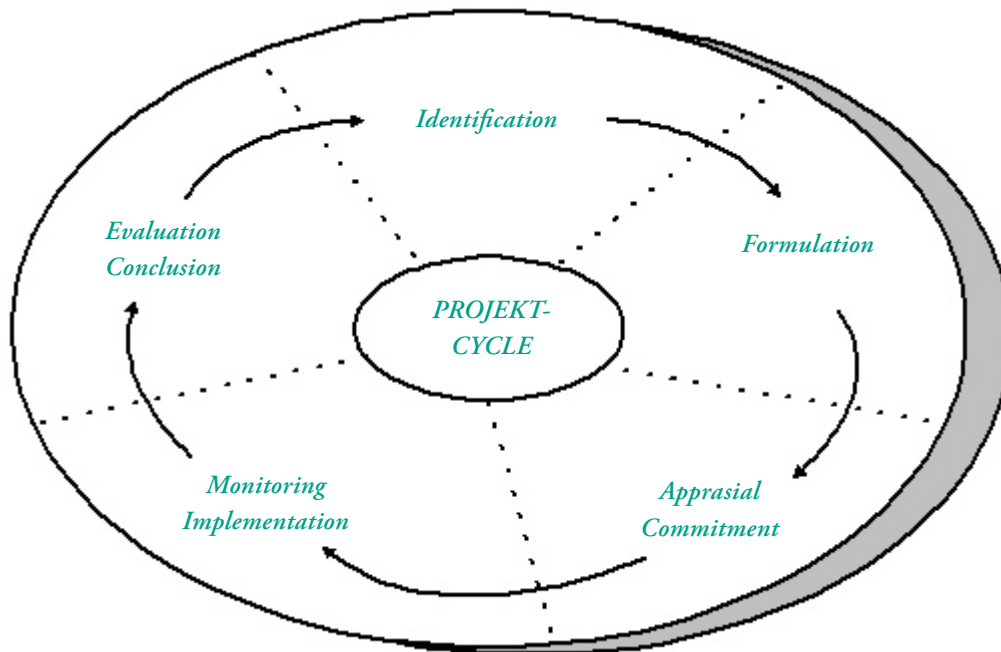 Identification
Evaluation
Conclusion
Formulation
PROJEKT-
CYCLE
Monitoring
Implementation
Apprasial
Commitment